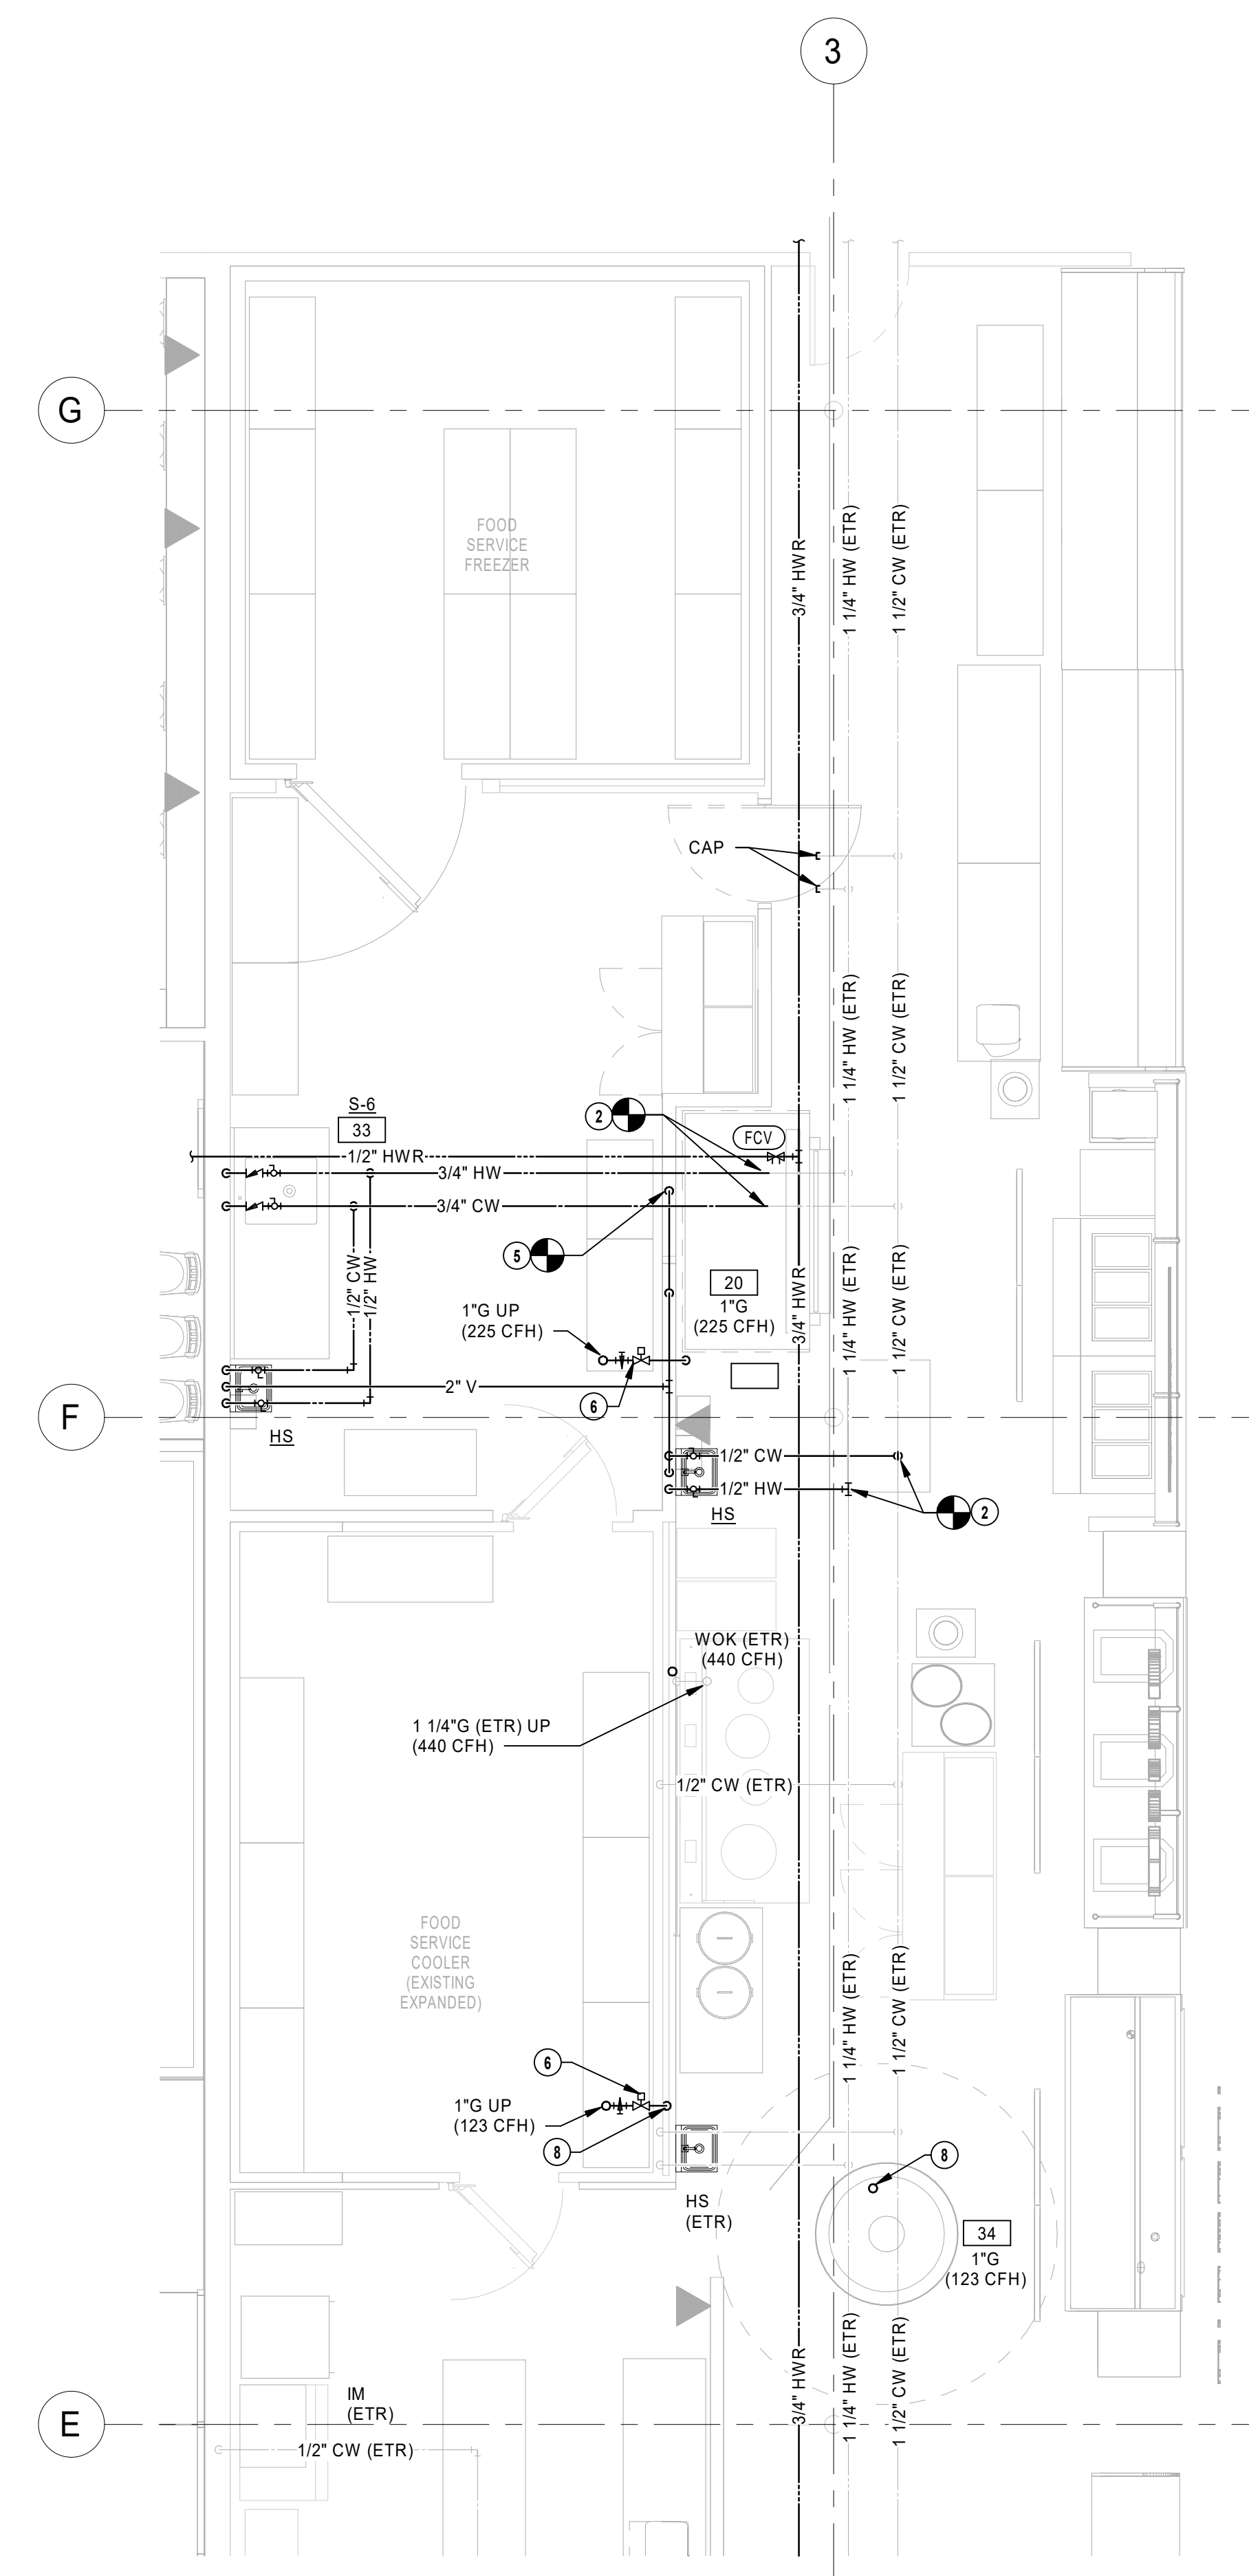 3
G
FOOD
SERVICE
FREEZER
3/4" HWR
1 1/4" HW (ETR)
1 1/2" CW (ETR)
CAP
1 1/4" HW (ETR)
1 1/2" CW (ETR)
S-6
33
2
FCV
1/2" HWR
3/4" HW
3/4" CW
5
1/2" CW
1/2" HW
20
1"G
(225 CFH)
1"G UP
(225 CFH)
3/4" HWR
1 1/4" HW (ETR)
1 1/2" CW (ETR)
6
2" V
F
HS
1/2" CW
1/2" HW
HS
2
WOK (ETR)
(440 CFH)
1 1/4"G (ETR) UP
(440 CFH)
1/2" CW (ETR)
FOOD
SERVICE
COOLER
(EXISTING
EXPANDED)
1 1/4" HW (ETR)
1 1/2" CW (ETR)
6
1"G UP
(123 CFH)
8
8
HS
(ETR)
34
1"G
(123 CFH)
3/4" HWR
1 1/4" HW (ETR)
1 1/2" CW (ETR)
IM
(ETR)
E
1/2" CW (ETR)